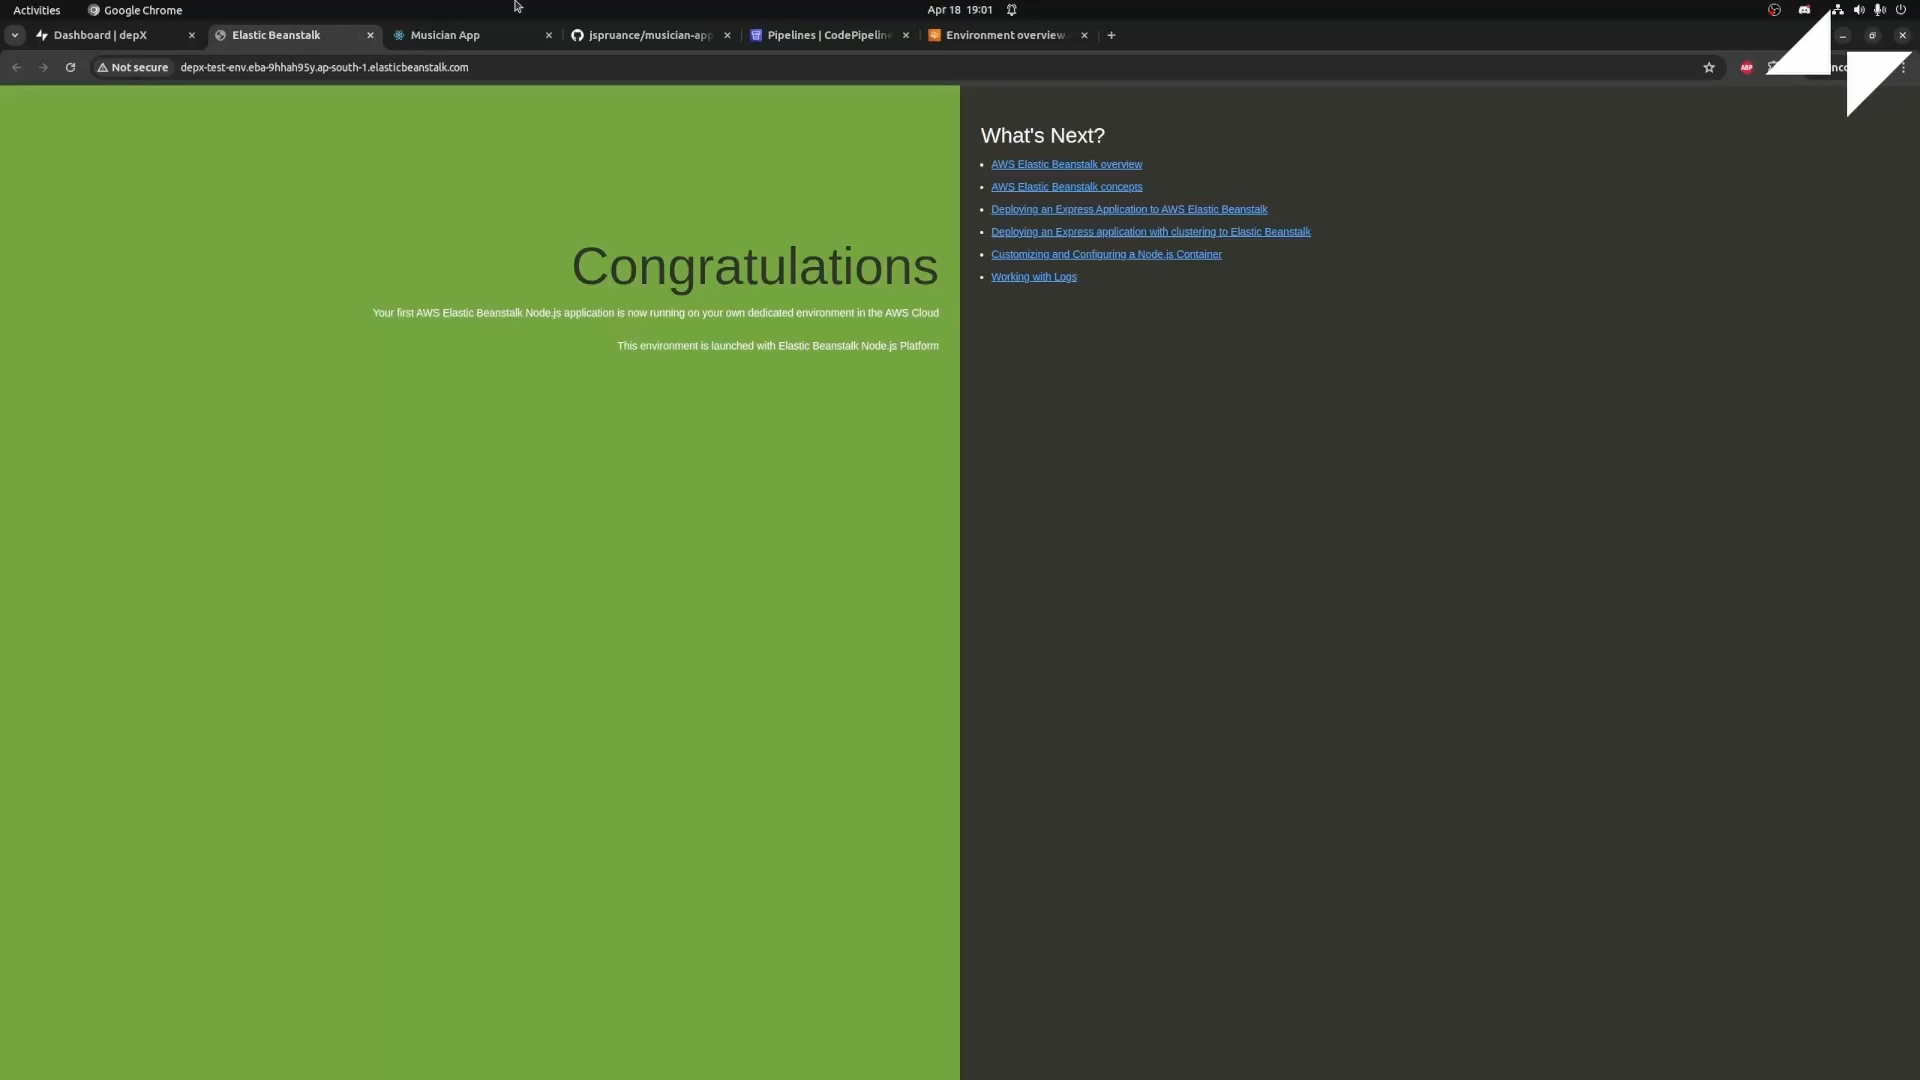 Activities Google Chrome Apr 18 19:01
Dashboard | depX Elastic Beanstalk Musician App jspruance/musician-app Pipelines | CodePipeline Environment overview
Not secure depx-test-env.eba-9hhah95y.ap-south-1.elasticbeanstalk.com ABP
Congratulations
Your first AWS Elastic Beanstalk Node.js application is now running on your own dedicated environment in the AWS Cloud
This environment is launched with Elastic Beanstalk Node.js Platform
What's Next?
AWS Elastic Beanstalk overview
AWS Elastic Beanstalk concepts
Deploying an Express Application to AWS Elastic Beanstalk
Deploying an Express application with clustering to Elastic Beanstalk
Customizing and Configuring a Node.js Container
Working with Logs